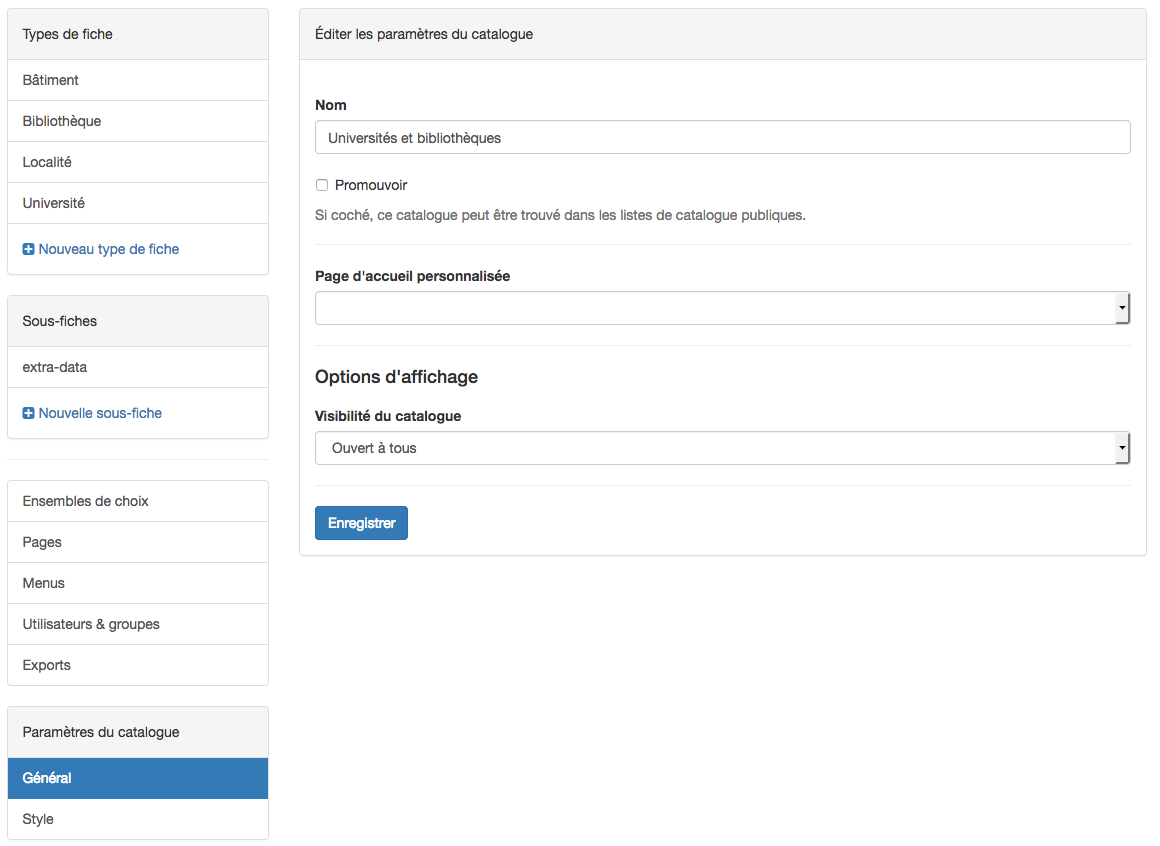 Types de fiche
Bâtiment
Bibliothèque
Localité
Université
Nouveau type de fiche
Sous-fiches
extra-data
Nouvelle sous-fiche
Ensembles de choix
Pages
Menus
Utilisateurs & groupes
Exports
Paramètres du catalogue
Général
Style
Éditer les paramètres du catalogue
Nom
Universités et bibliothèques
Promouvoir
Si coché, ce catalogue peut être trouvé dans les listes de catalogue publiques.
Page d'accueil personnalisée
Options d'affichage
Visibilité du catalogue
Ouvert à tous
Enregistrer